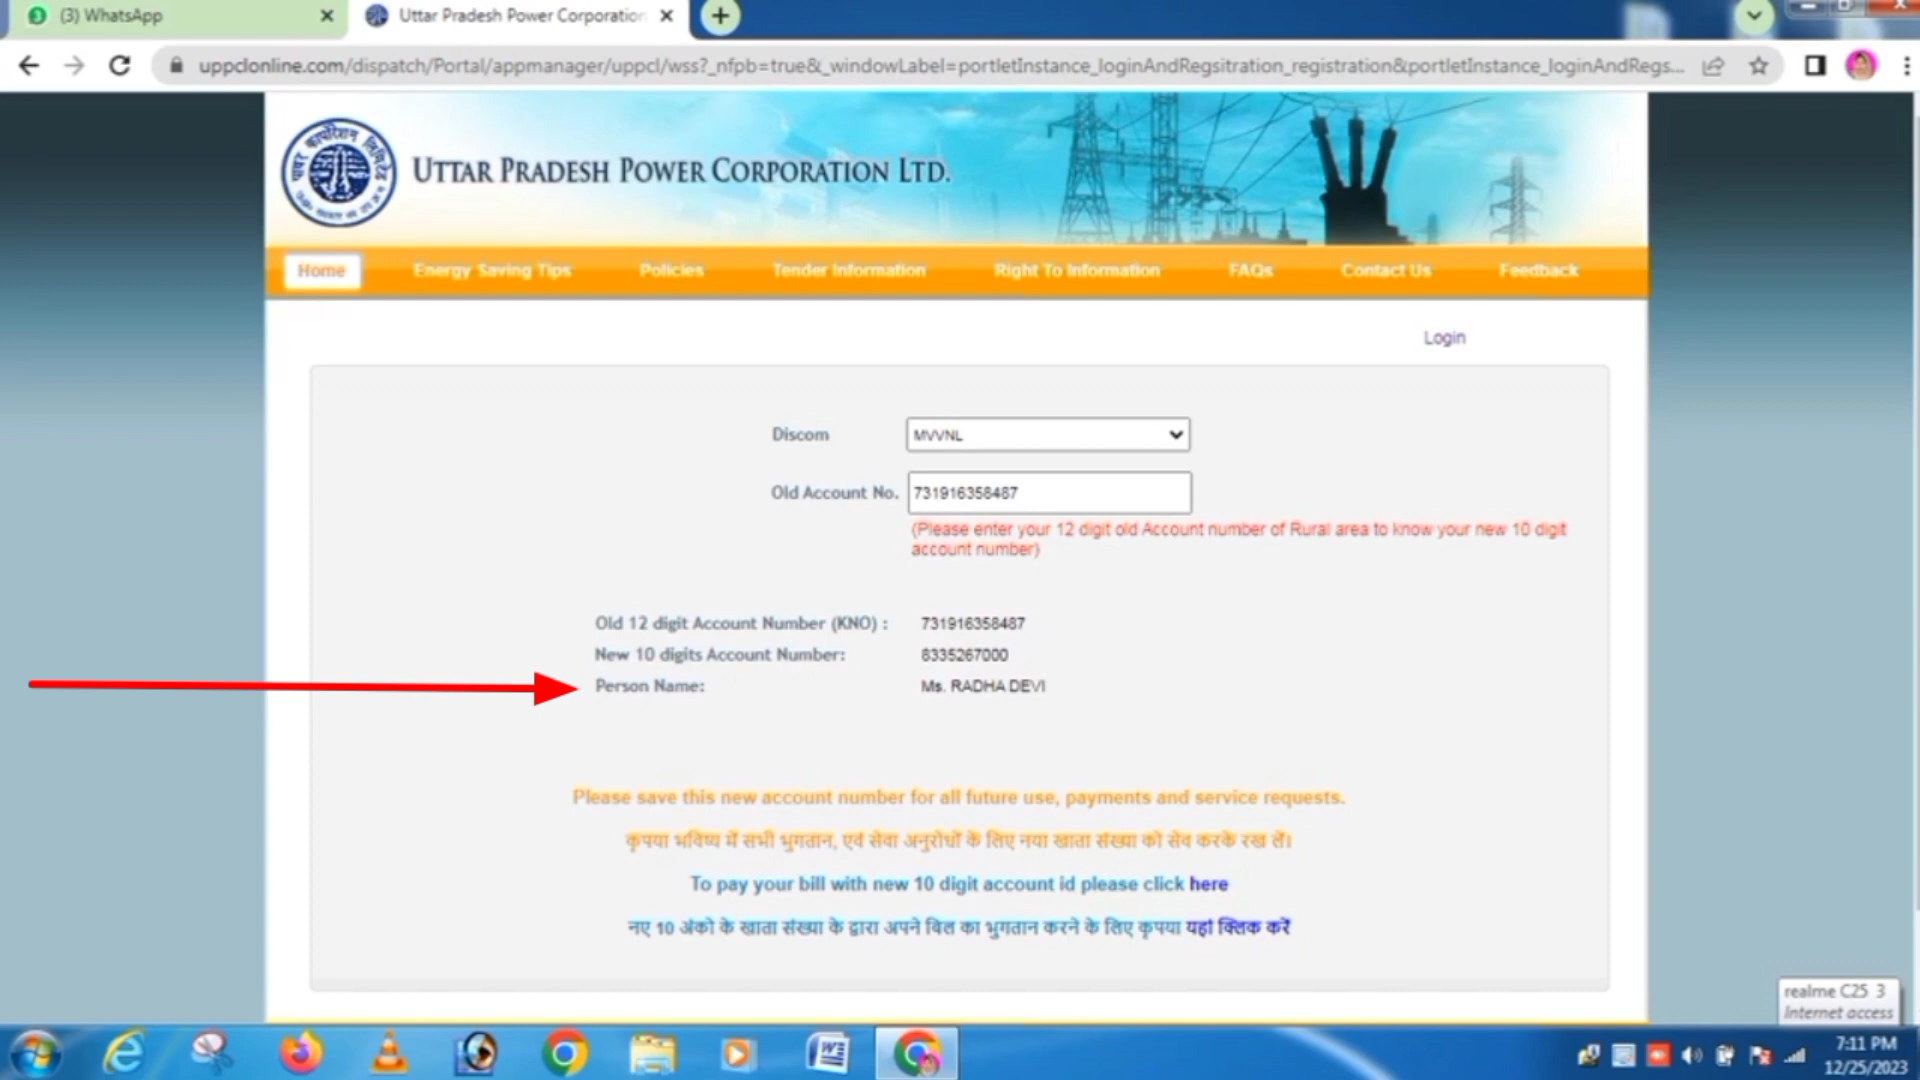 (3) WhatsApp
Uttar Pradesh Power Corporation
uppclonline.com/dispatch/Portal/appmanager/uppcl/wss?_nfpb=true&_windowLabel=portletInstance_loginAndRegsitration_registration&portletInstance_loginAndRegs...
UTTAR PRADESH POWER CORPORATION LTD.
Home Energy Saving Tips Policies Tender Information Right To Information FAQs Contact Us Feedback
Login
Discom MVVNL
Old Account No. 731916358487
(Please enter your 12 digit old Account number of Rural area to know your new 10 digit
account number)
Old 12 digit Account Number (KNO) : 731916358487
New 10 digits Account Number: 8335267000
Person Name: Ms. RADHA DEVI
Please save this new account number for all future use, payments and service requests.
कृपया भविष्य में सभी भुगतान, एवं सेवा अनुरोधों के लिए नया खाता संख्या को सेव करके रख लें।
To pay your bill with new 10 digit account id please click here
नए 10 अंको के खाता संख्या के द्वारा अपने बिल का भुगतान करने के लिए कृपया यहां क्लिक करें
realme C25 3
Internet access
7:11 PM
12/25/2023